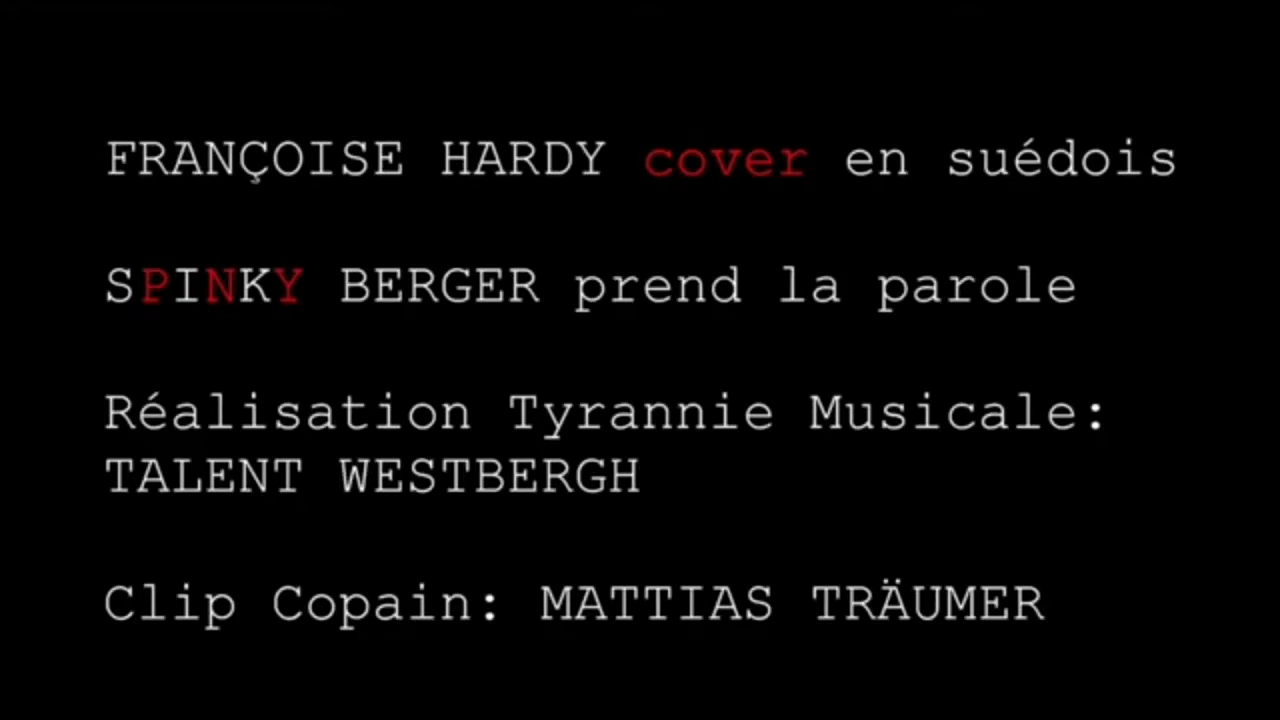 FRANÇOISE HARDY cover en suédois
SPINKY BERGER prend la parole
Réalisation Tyrannie Musicale:
TALENT WESTBERGH
Clip Copain: MATTIAS TRÄUMER